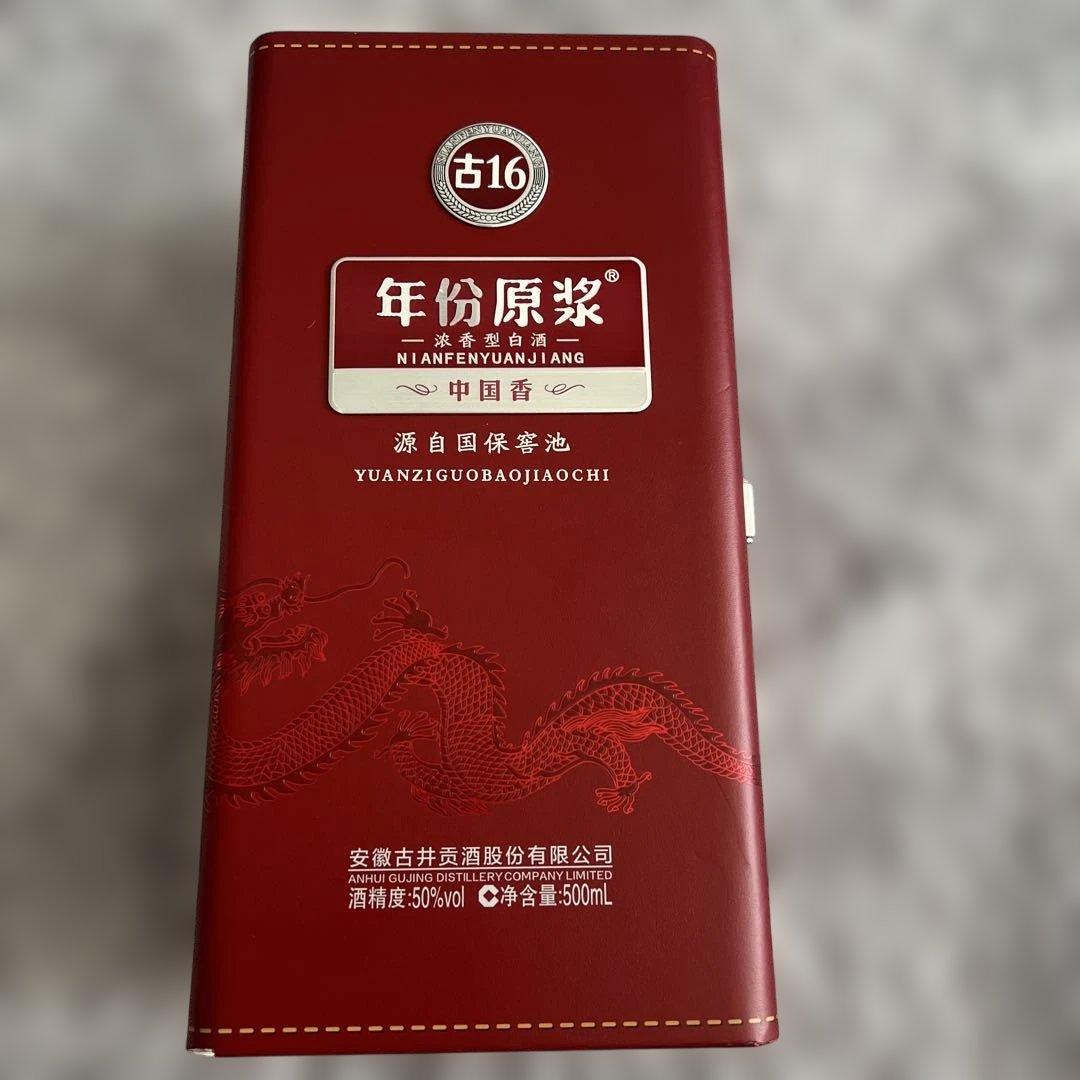 NIANFENYUANJIANG
古16
年份原浆®
浓香型白酒
NIANFENYUANJIANG
中国香
源自国保窖池
YUANZIGUOBAOJIAOCHI
安徽古井贡酒股份有限公司
ANHUI GUJING DISTILLERY COMPANY LIMITED
酒精度:50%vol 净含量:500mL